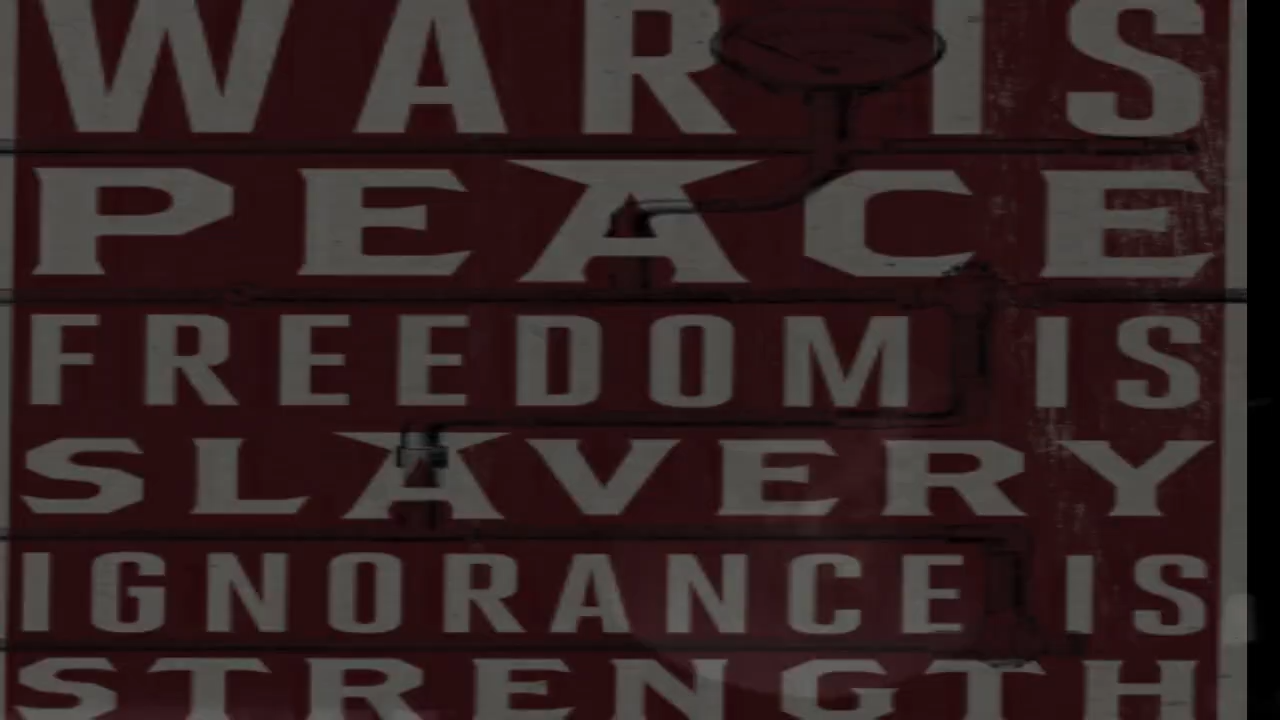 WAR IS
PEACE
FREEDOM IS
SLAVERY
IGNORANCE IS
STRENGTH